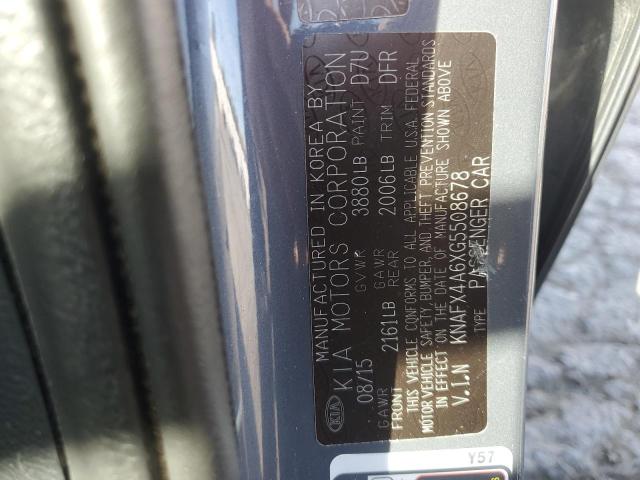 MANUFACTURED IN KOREA BY
KIA KIA MOTORS CORPORATION
08/15 GVWR 3880LB PAINT D7U
GAWR FRONT 2161LB GAWR REAR 2006LB TRIM DFR
THIS VEHICLE CONFORMS TO ALL APPLICABLE U.S.A. FEDERAL
MOTOR VEHICLE SAFETY, BUMPER, AND THEFT PREVENTION STANDARDS
IN EFFECT ON THE DATE OF MANUFACTURE SHOWN ABOVE
V.I.N KNAFX4A6XG5508678
TYPE PASSENGER CAR
Y57